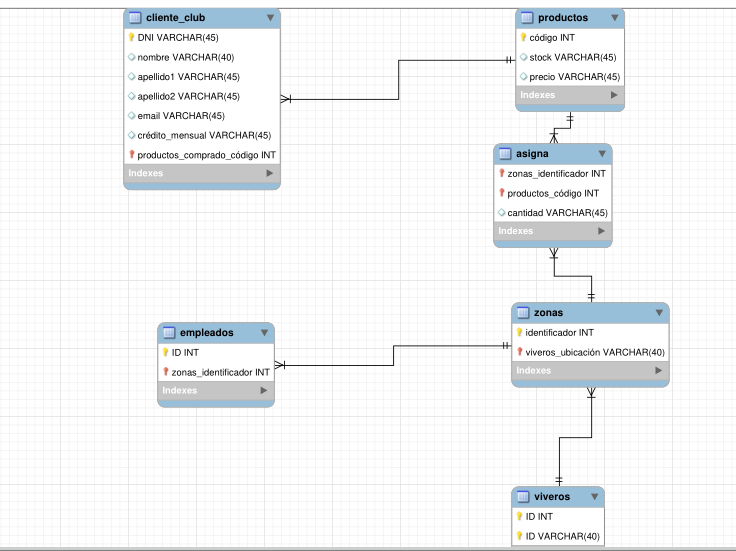 cliente_club
DNI VARCHAR(45)
nombre VARCHAR(40)
apellido1 VARCHAR(45)
apellido2 VARCHAR(45)
email VARCHAR(45)
crédito_mensual VARCHAR(45)
productos_comprado_código INT
Indexes
productos
código INT
stock VARCHAR(45)
precio VARCHAR(45)
Indexes
asigna
zonas_identificador INT
productos_código INT
cantidad VARCHAR(45)
Indexes
zonas
identificador INT
viveros_ubicación VARCHAR(40)
Indexes
empleados
ID INT
zonas_identificador INT
Indexes
viveros
ID INT
ID VARCHAR(40)